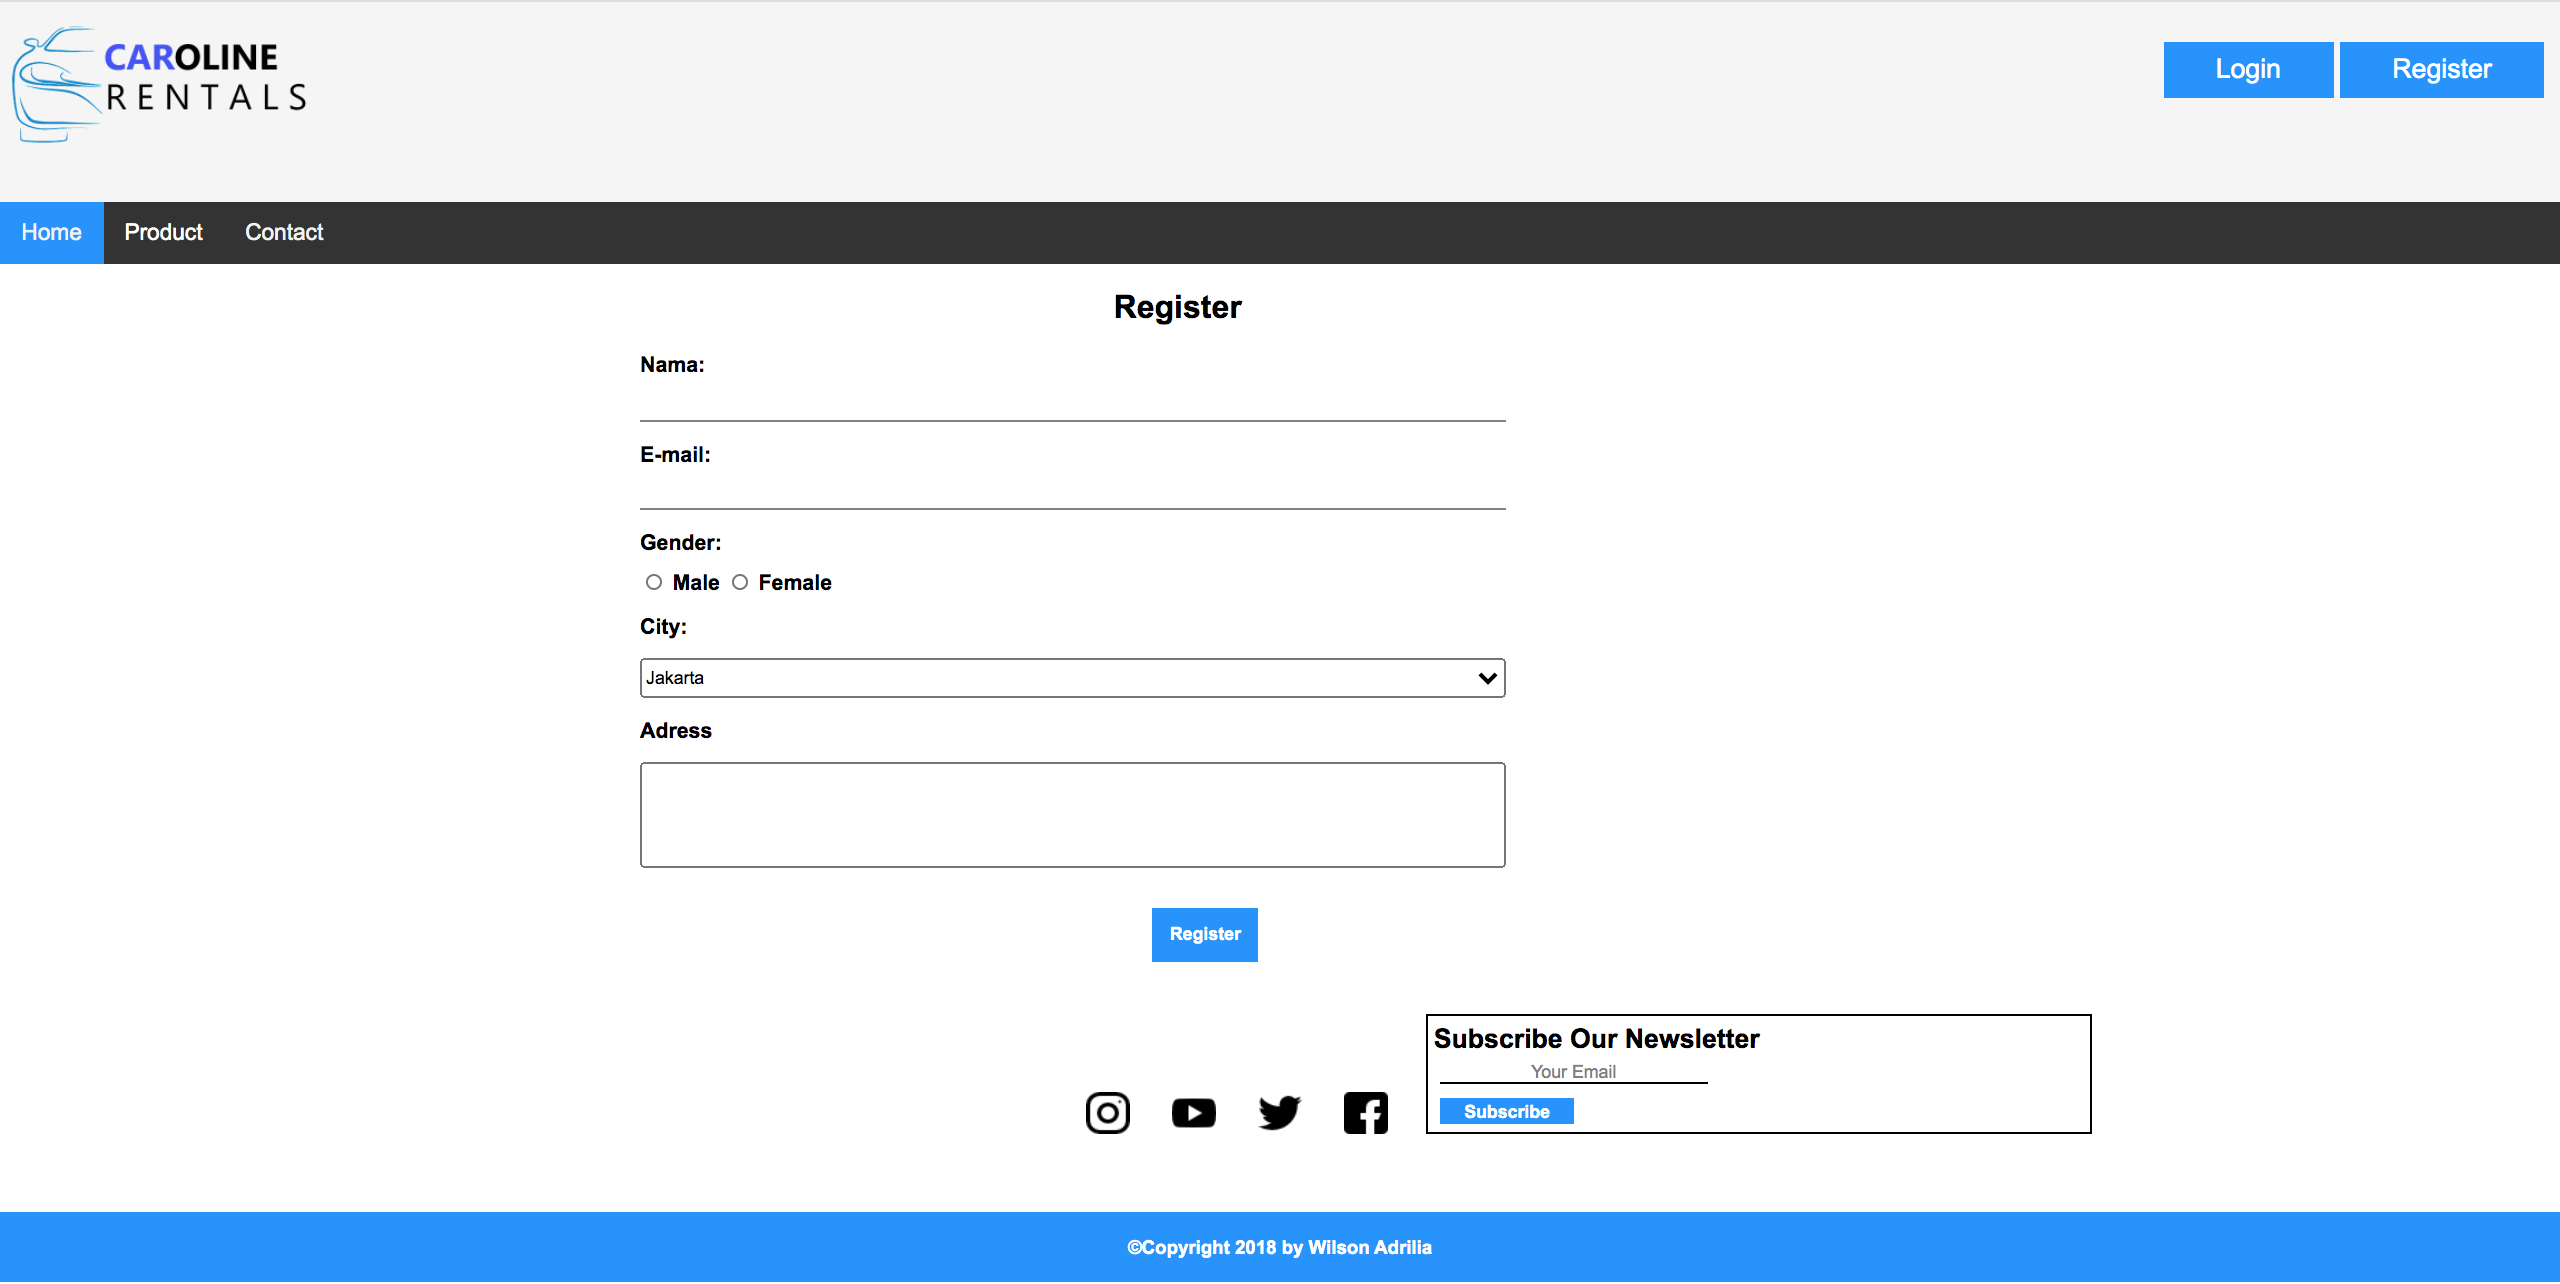 CAROLINE
RENTALS
Login
Register
Home
Product
Contact
Register
Nama:
E-mail:
Gender:
Male
Female
City:
Jakarta
Adress
Register
Subscribe Our Newsletter
Your Email
Subscribe
©Copyright 2018 by Wilson Adrilia